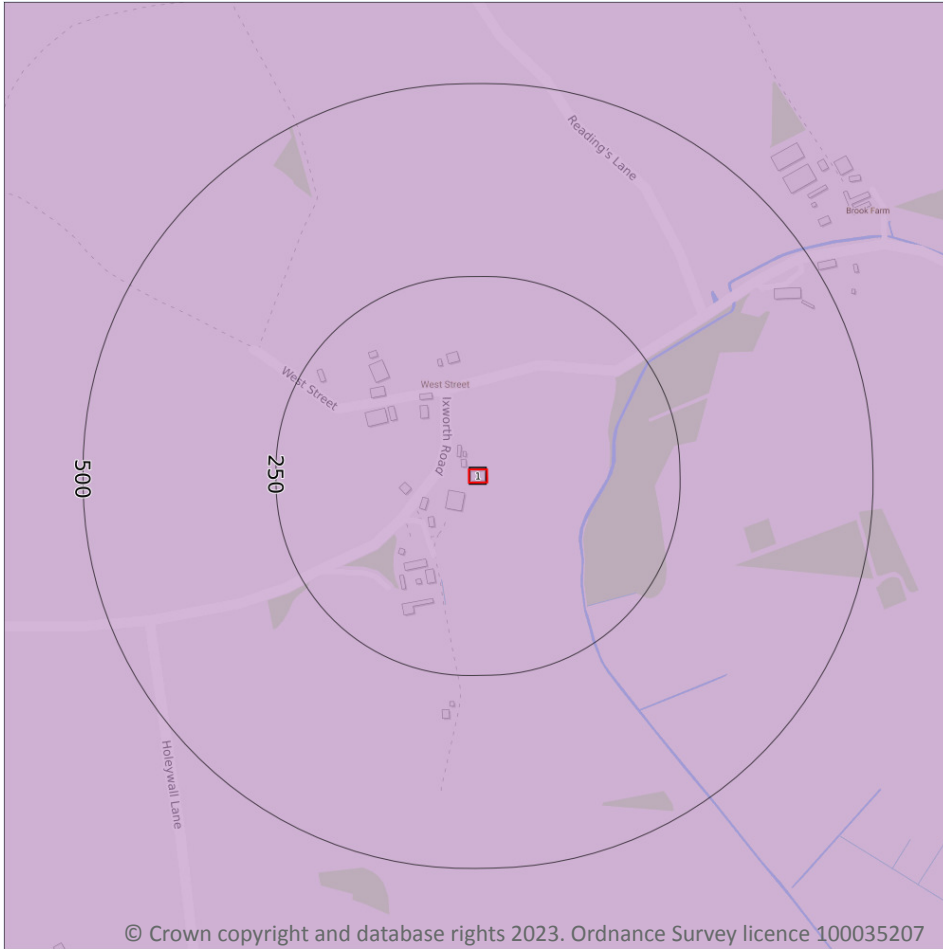 Reading's Lane
Brook Farm
West Street
West Street
Ixworth Road
500
250
1
Holeywall Lane
© Crown copyright and database rights 2023. Ordnance Survey licence 100035207